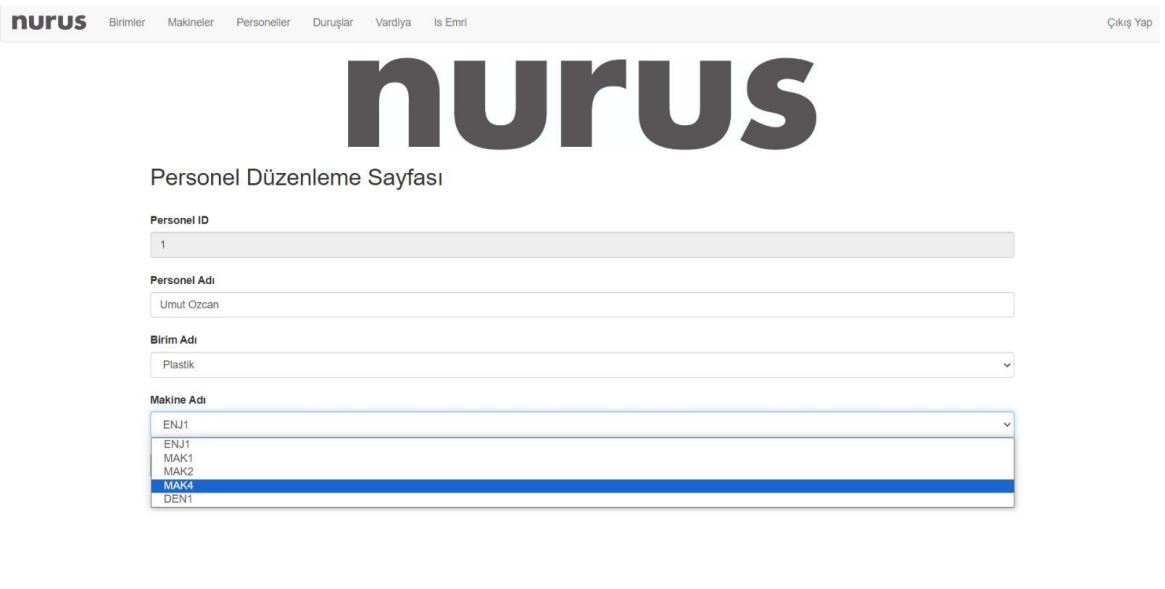 nurus Birimler Makineler Personeller Duruşlar Vardiya Is Emri Çıkış Yap
nurus
Personel Düzenleme Sayfası
Personel ID
1
Personel Adı
Umut Ozcan
Birim Adı
Plastik
Makine Adı
ENJ1
ENJ1
MAK1
MAK2
MAK4
DEN1